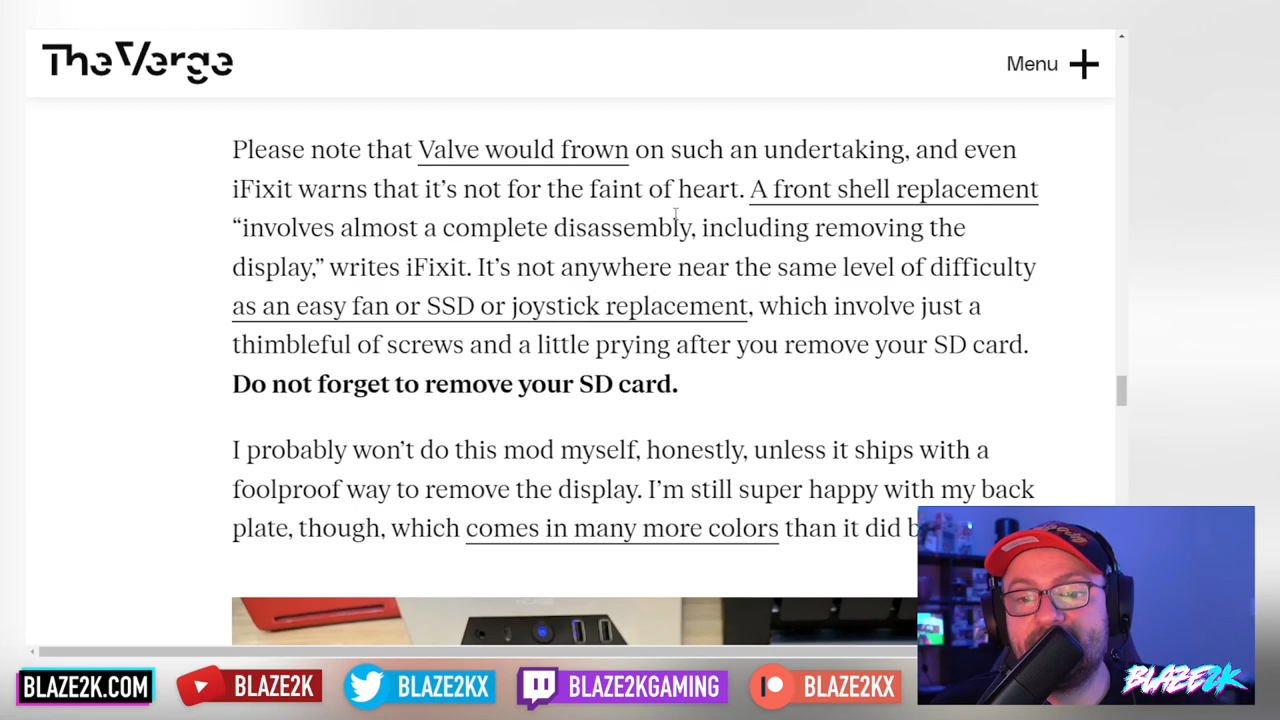 The Verge
Menu
Please note that Valve would frown on such an undertaking, and even
iFixit warns that it’s not for the faint of heart. A front shell replacement
“involves almost a complete disassembly, including removing the
display,” writes iFixit. It’s not anywhere near the same level of difficulty
as an easy fan or SSD or joystick replacement, which involve just a
thimbleful of screws and a little prying after you remove your SD card.
Do not forget to remove your SD card.
I probably won’t do this mod myself, honestly, unless it ships with a
foolproof way to remove the display. I’m still super happy with my back
plate, though, which comes in many more colors than it did
BLAZE2K.COM
BLAZE2K
BLAZE2KX
BLAZE2KGAMING
BLAZE2KX
BLAZE2K